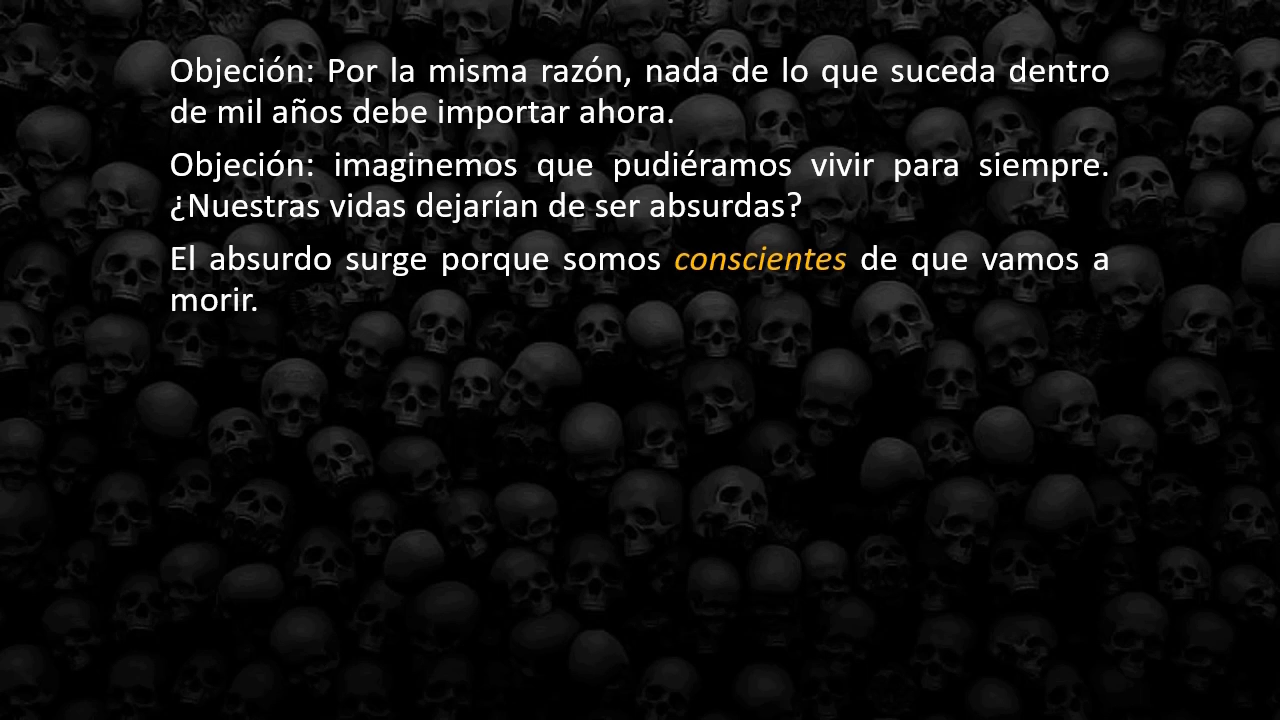 Objeción: Por la misma razón, nada de lo que suceda dentro
de mil años debe importar ahora.
Objeción: imaginemos que pudiéramos vivir para siempre.
¿Nuestras vidas dejarían de ser absurdas?
El absurdo surge porque somos conscientes de que vamos a
morir.